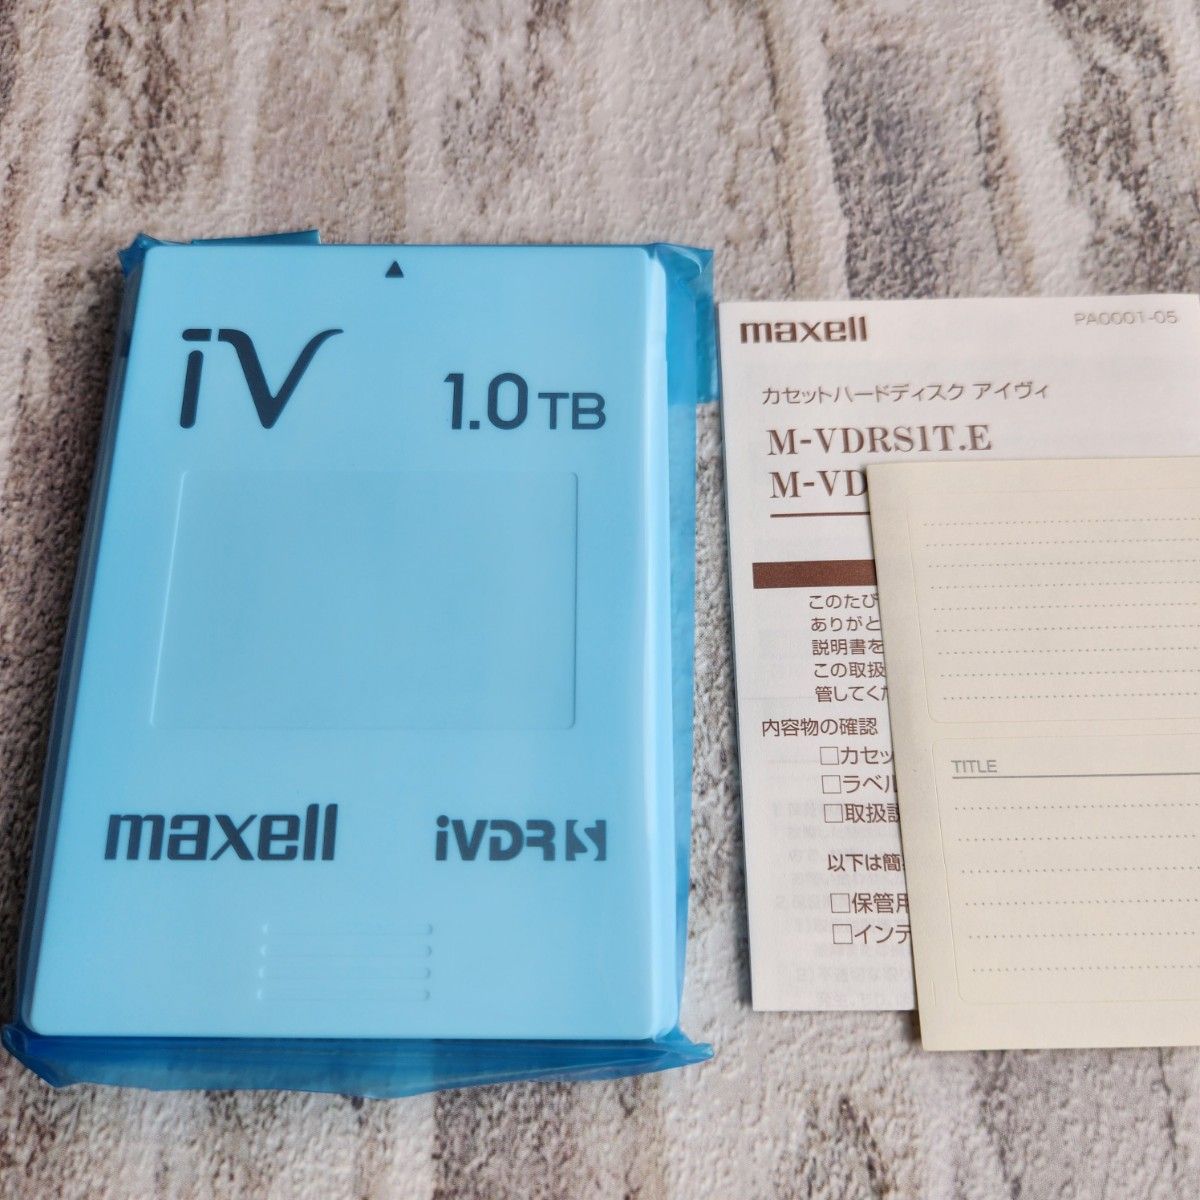 iV
1.0 TB
maxell
iVDR S
maxell
PA0001-05
カセットハードディスク アイヴィ
M-VDRS1T.E
M-VD
このたび
ありがと
説明書を
この取扱
管してく
内容物の確認
□カセッ
□ラベル
□取扱説
以下は簡
□保管用
□インデ
TITLE